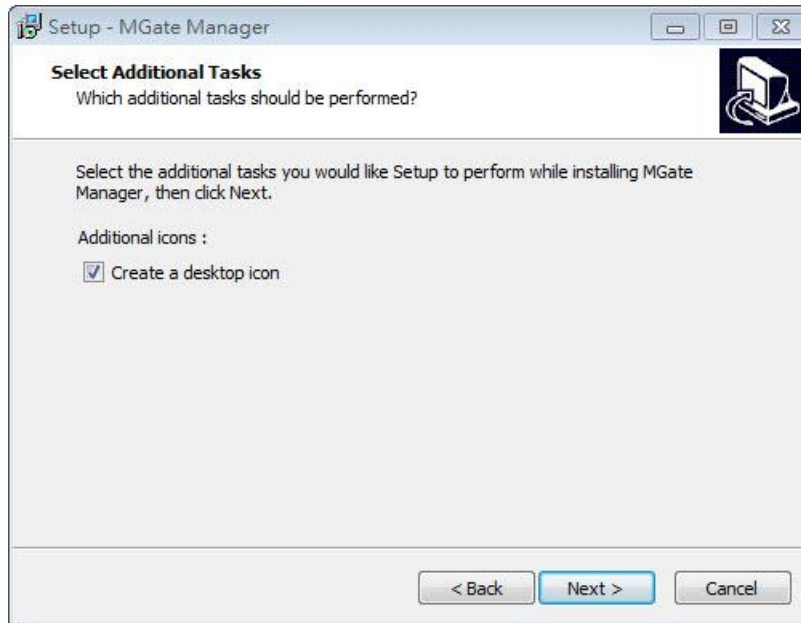 Setup - MGate Manager
Select Additional Tasks
Which additional tasks should be performed?
Select the additional tasks you would like Setup to perform while installing MGate
Manager, then click Next.
Additional icons :
Create a desktop icon
< Back Next > Cancel